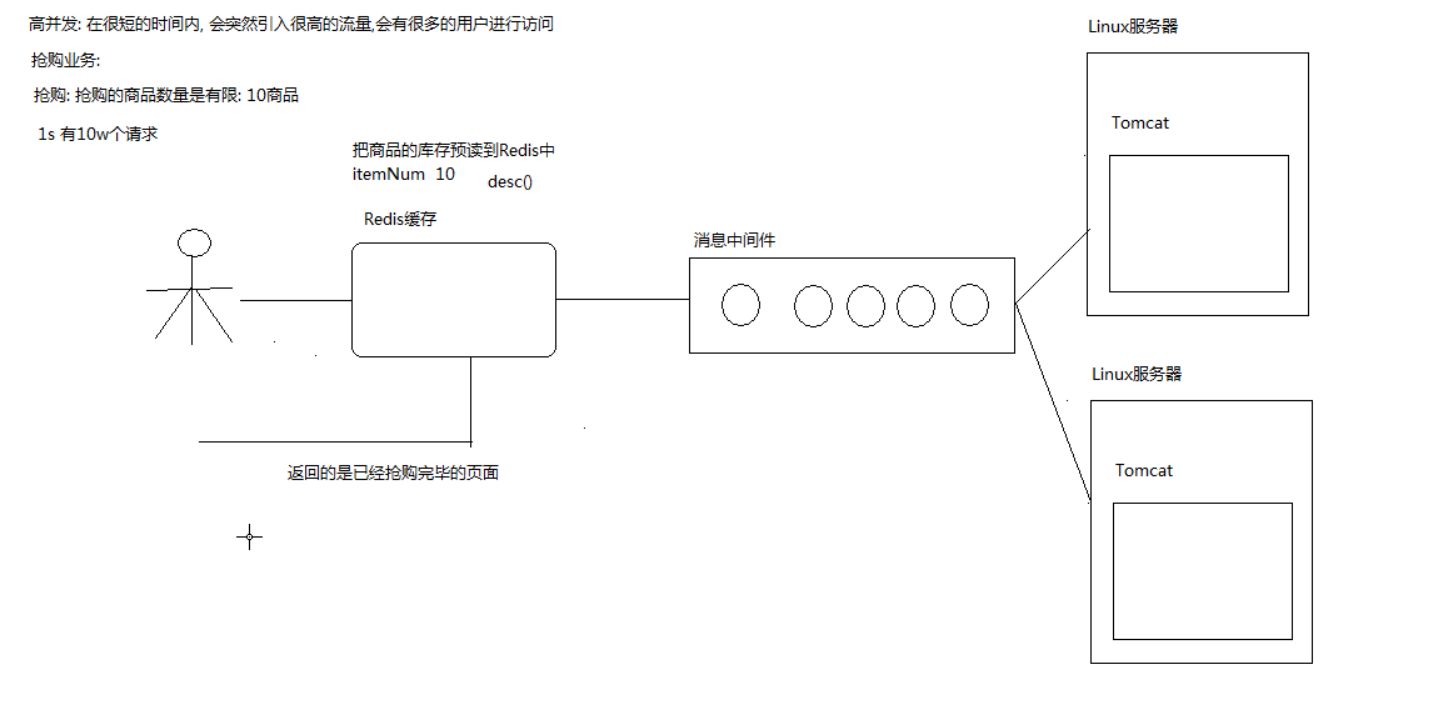 高并发: 在很短的时间内, 会突然引入很高的流量,会有很多的用户进行访问
抢购业务:
抢购: 抢购的商品数量是有限: 10商品
1s 有10w个请求
把商品的库存预读到Redis中
itemNum 10
desc()
Redis缓存
消息中间件
Linux服务器
Tomcat
Linux服务器
Tomcat
返回的是已经抢购完毕的页面